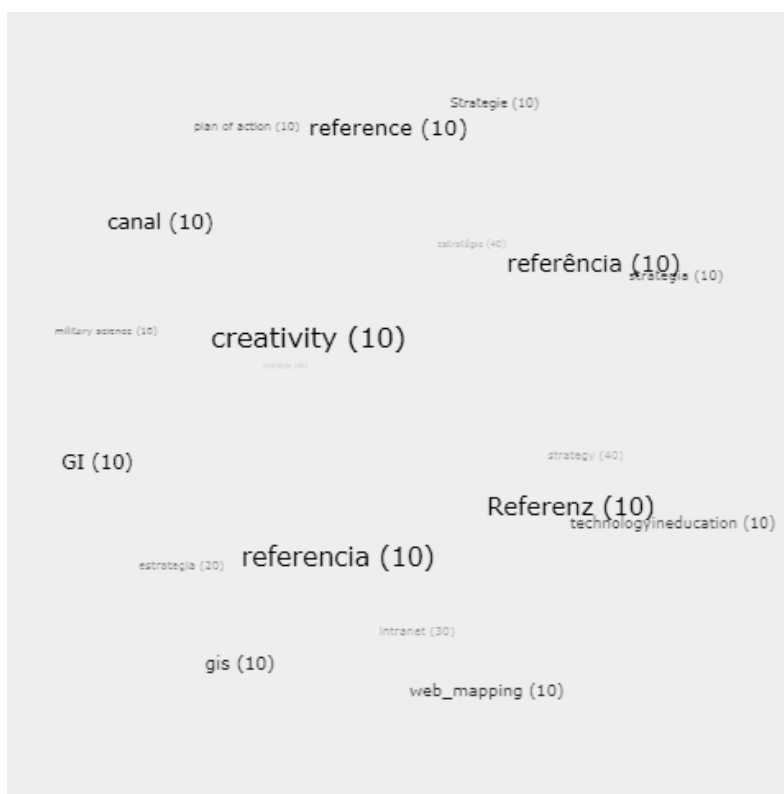 Strategie (10)
plan of action (10)
reference (10)
canal (10)
estratégia (40)
referência (10)
strategia (10)
military science (10)
creativity (10)
strategy (40)
GI (10)
Referenz (10)
technologyineducation (10)
referencia (10)
estrategia (20)
intranet (30)
gis (10)
web_mapping (10)